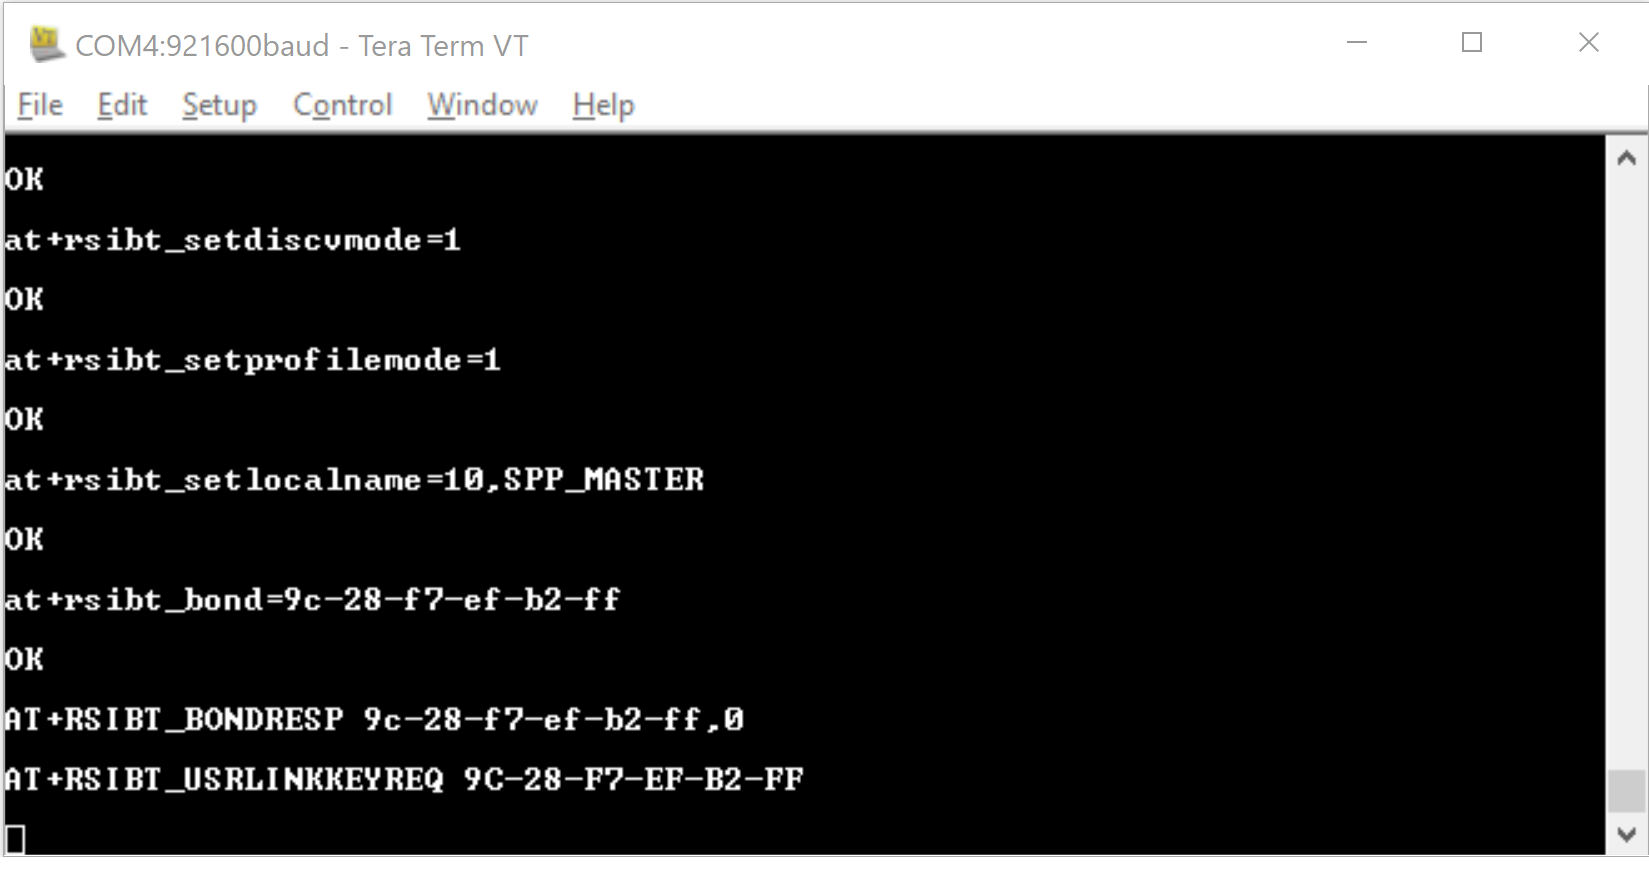 COM4:921600baud - Tera Term VT
File Edit Setup Control Window Help
OK
at+rsibt_setdiscvmode=1
OK
at+rsibt_setprofilemode=1
OK
at+rsibt_setlocalname=10,SPP_MASTER
OK
at+rsibt_bond=9c-28-f7-ef-b2-ff
OK
AT+RSIBT_BONDRESP 9c-28-f7-ef-b2-ff,0
AT+RSIBT_USRLINKKEYREQ 9C-28-F7-EF-B2-FF